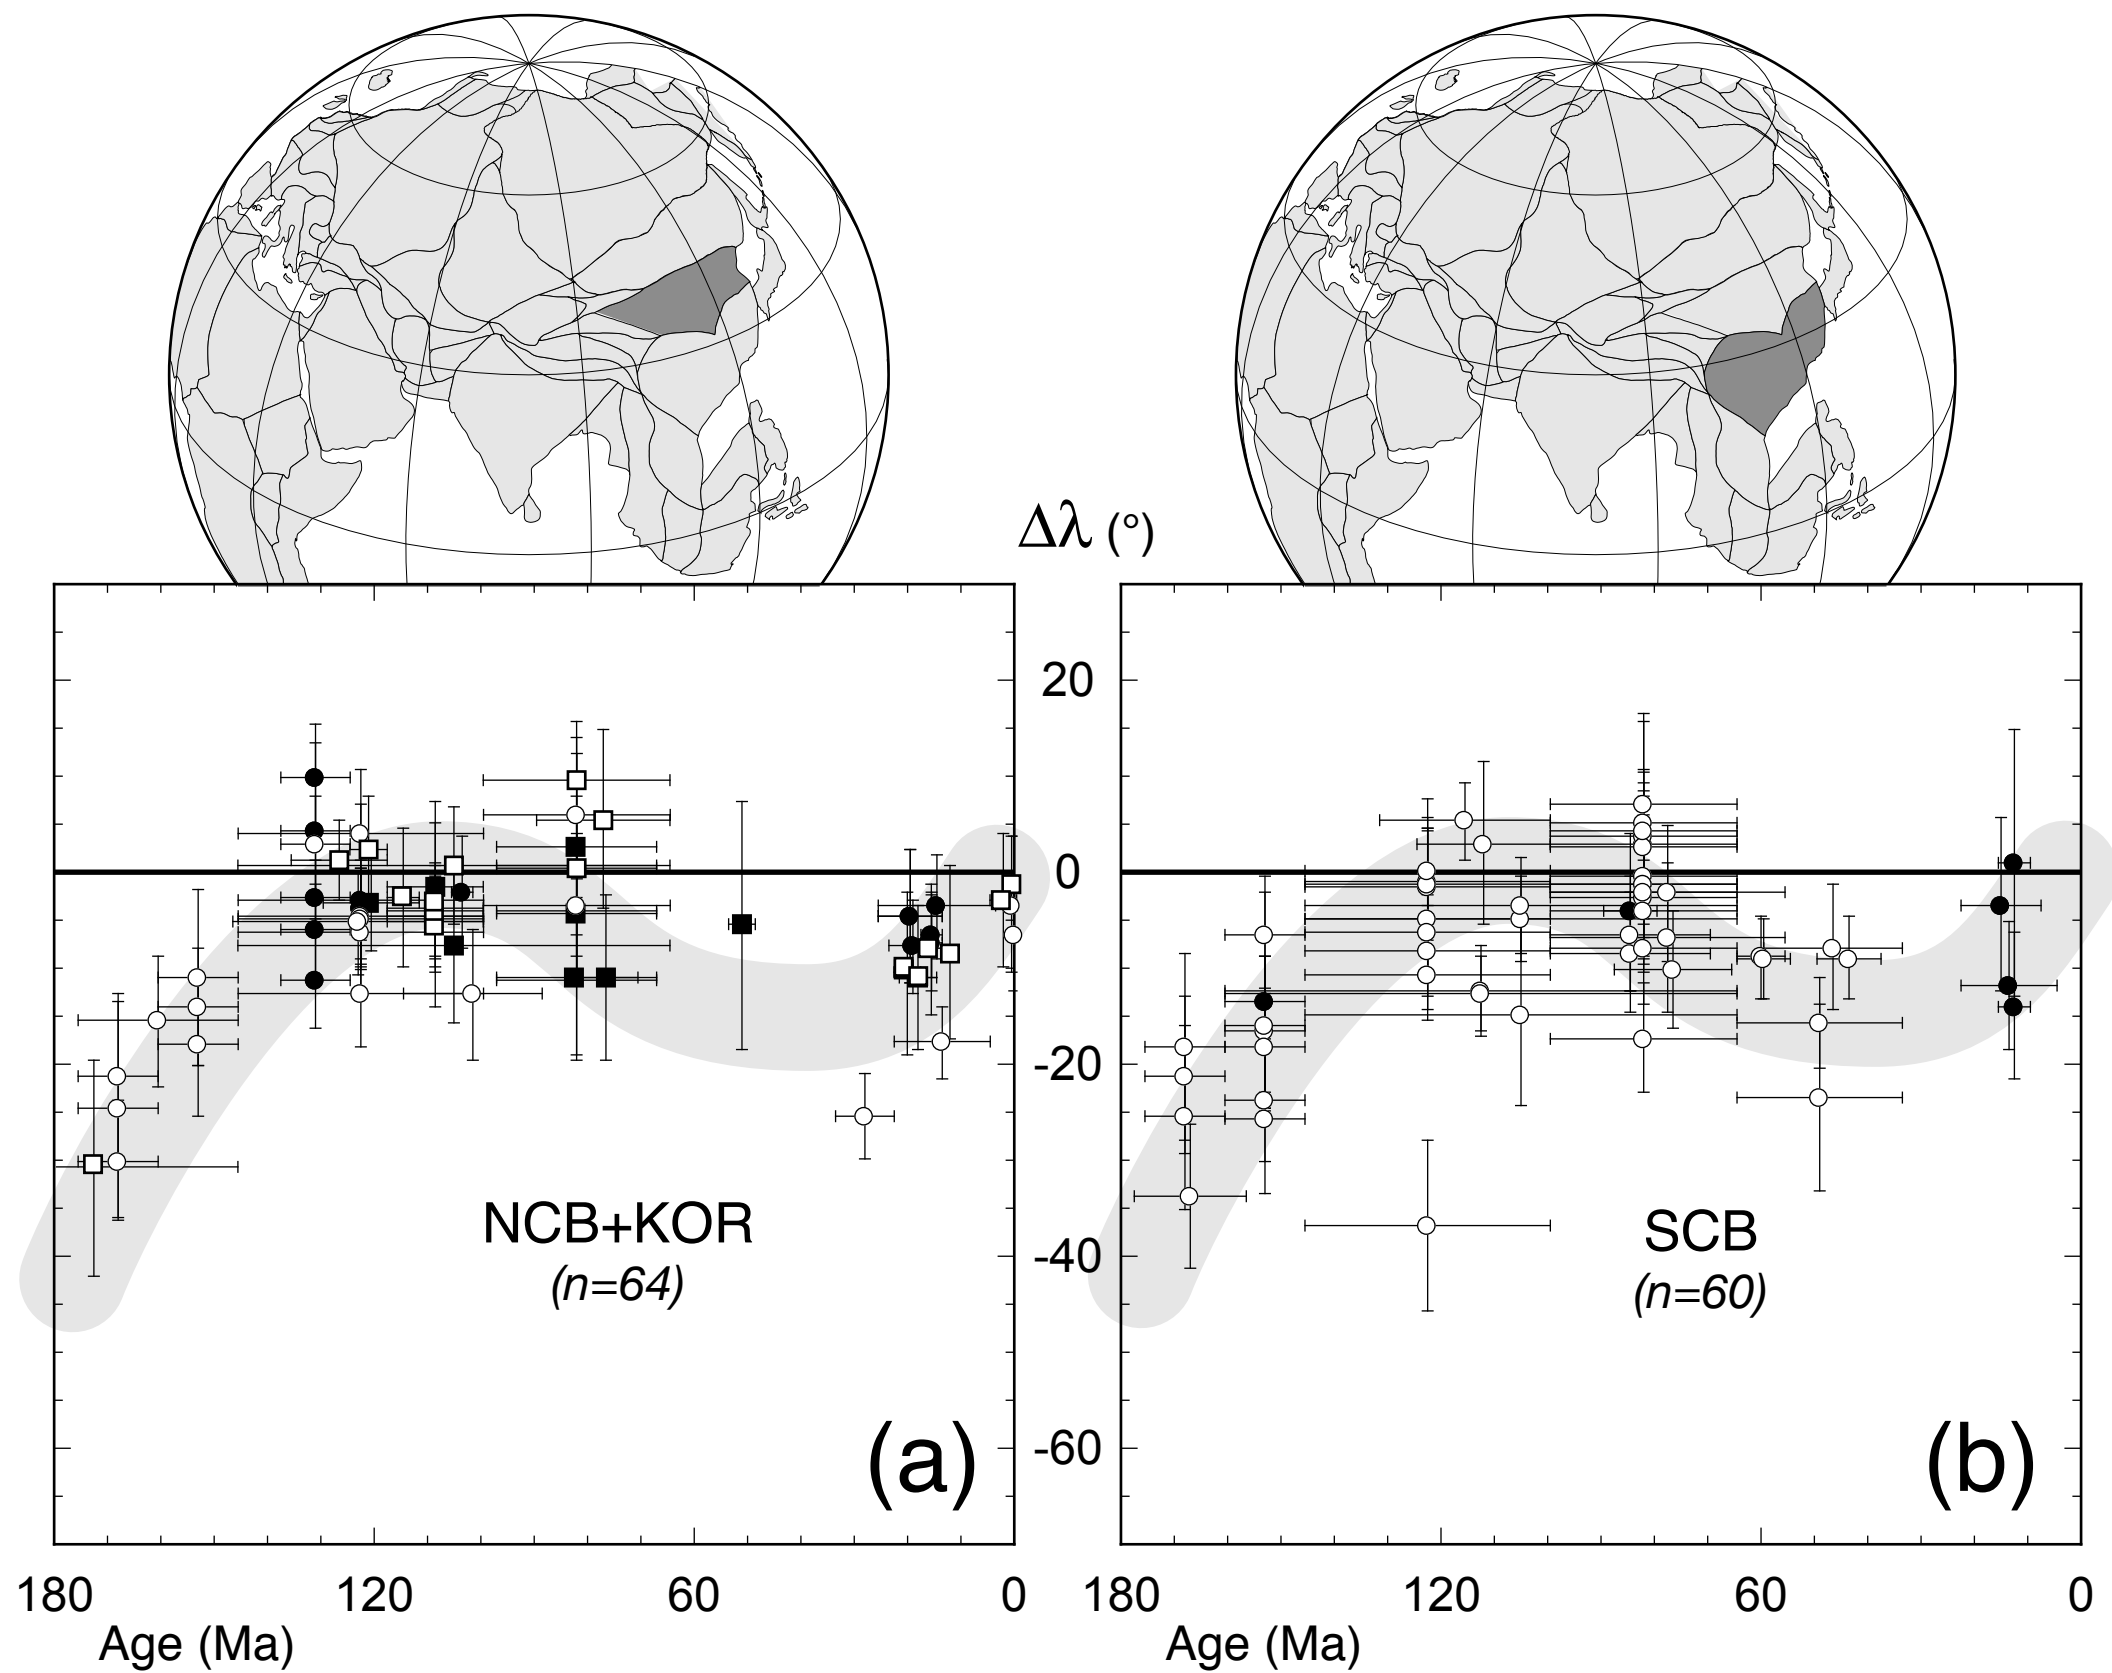 Δλ (°)
20
0
-20
-40
-60
NCB+KOR
(n=64)
(a)
SCB
(n=60)
(b)
180 120 60 0
Age (Ma)
180 120 60 0
Age (Ma)